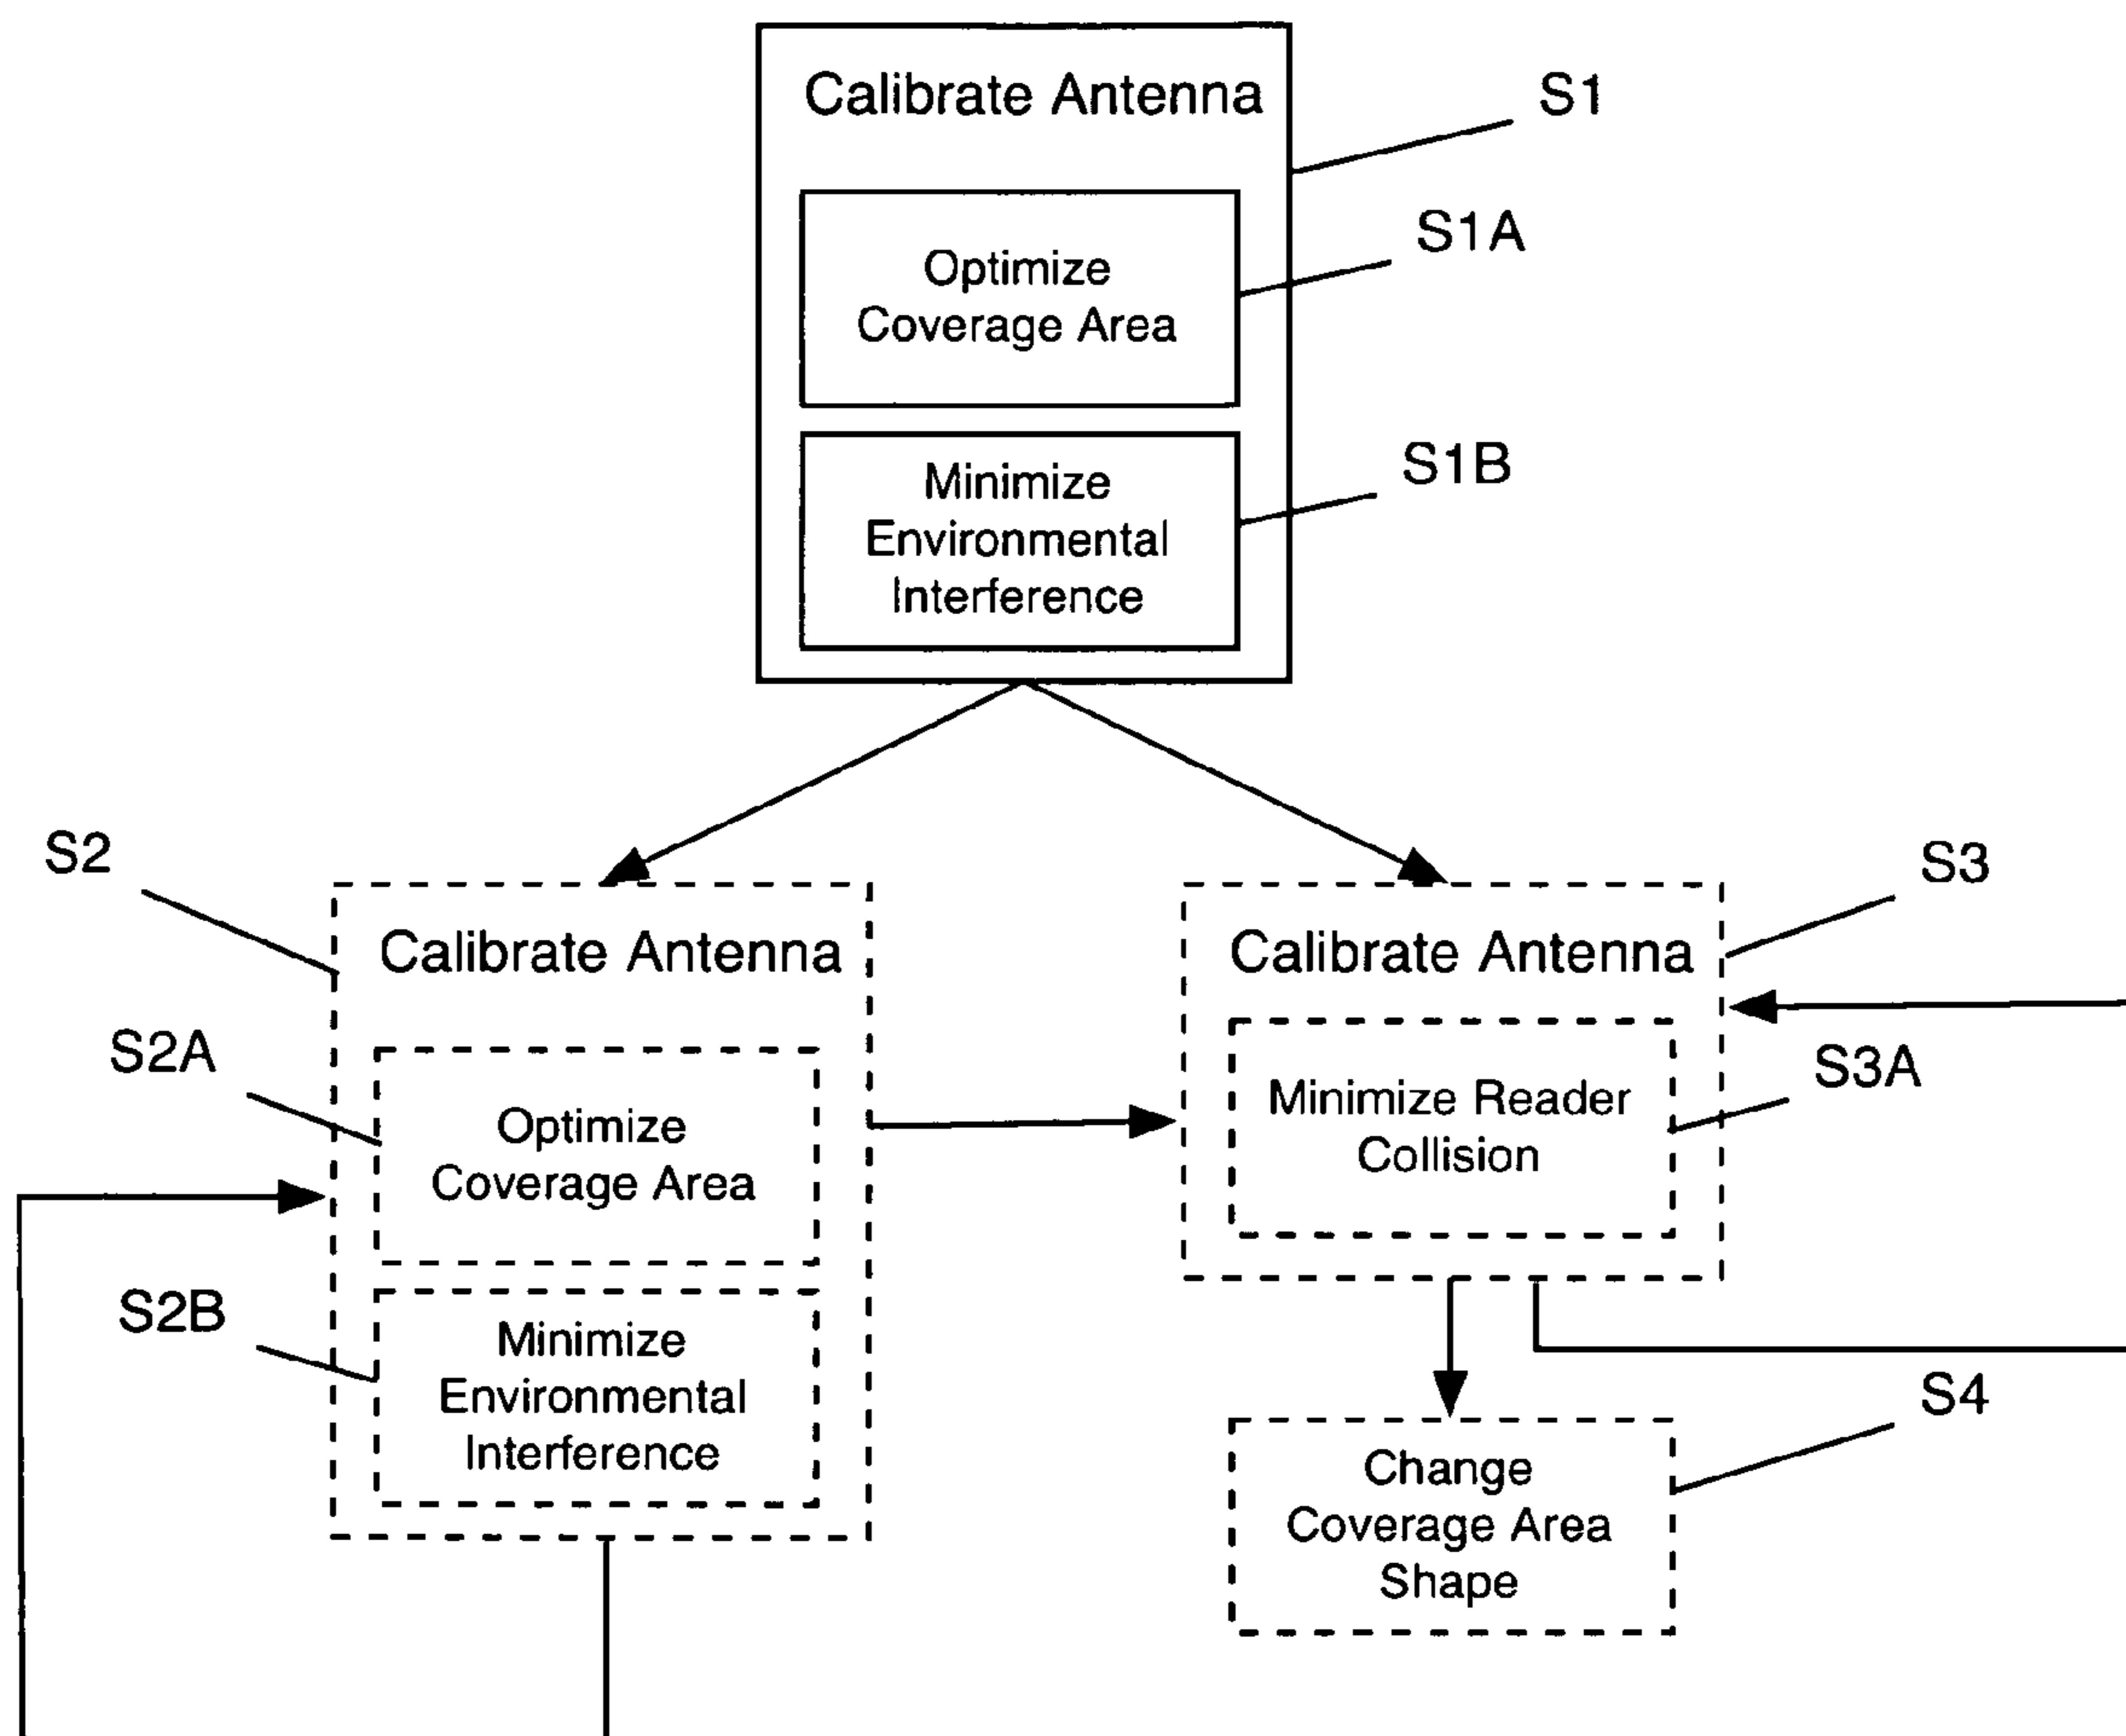 Calibrate Antenna
S1
Optimize
Coverage Area
S1A
Minimize
Environmental
Interference
S1B
S2
Calibrate Antenna
S2A
Optimize
Coverage Area
S2B
Minimize
Environmental
Interference
S3
Calibrate Antenna
Minimize Reader
Collision
S3A
S4
Change
Coverage Area
Shape